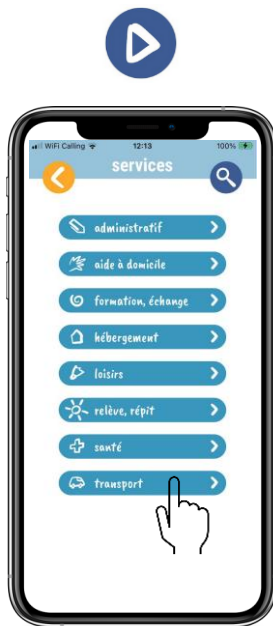 WiFi Calling 12:13 100%
services
administratif
aide à domicile
formation, échange
hébergement
loisirs
relève, répit
santé
transport